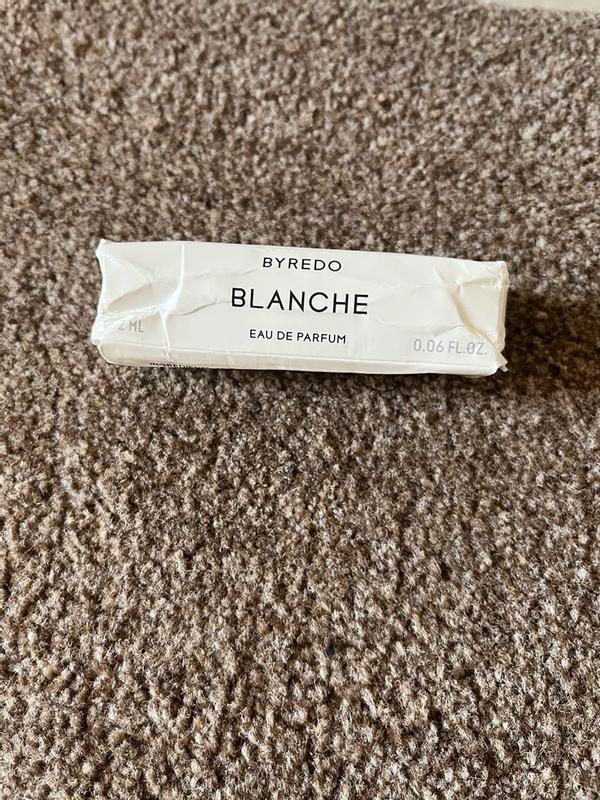 BYREDO
BLANCHE
EAU DE PARFUM
2 ML
0.06 FL.OZ.